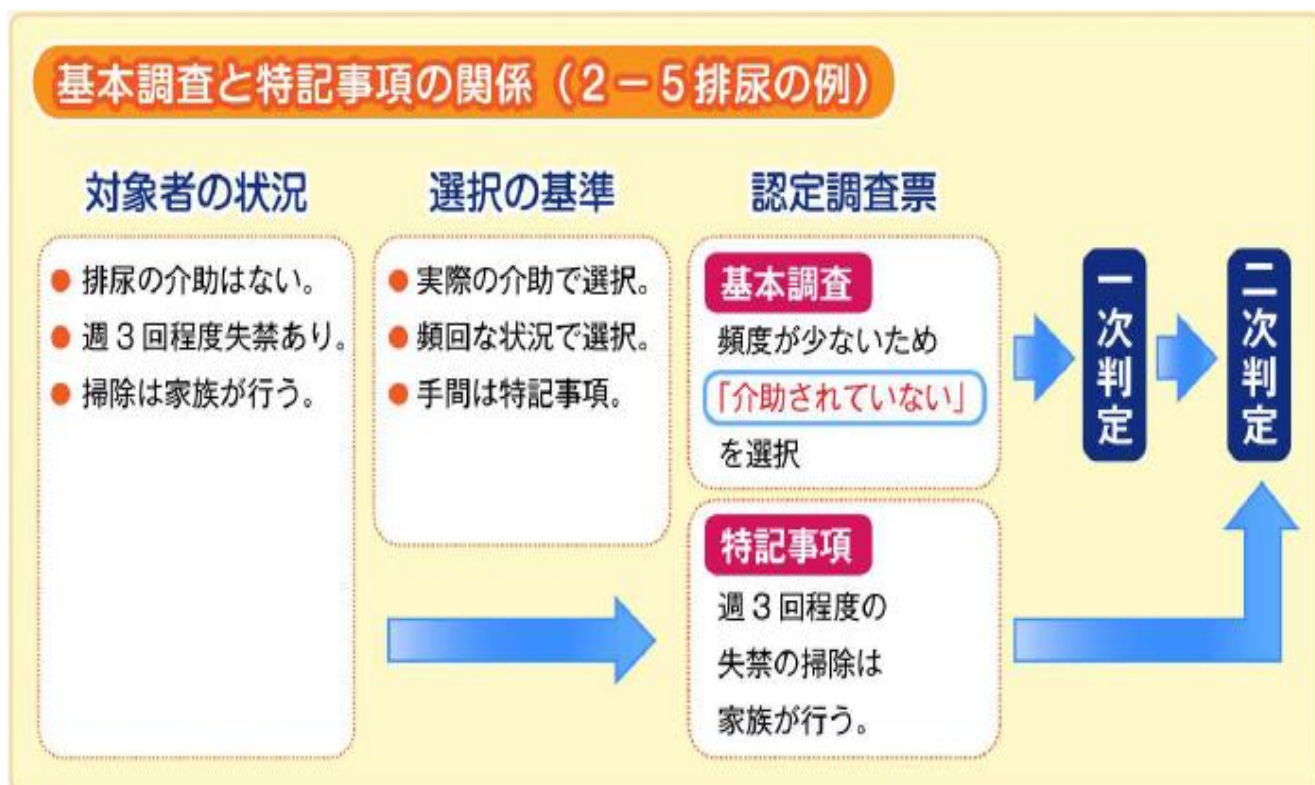 基本調査と特記事項の関係（２－５排尿の例）
対象者の状況
● 排尿の介助はない。
● 週３回程度失禁あり。
● 掃除は家族が行う。
選択の基準
● 実際の介助で選択。
● 頻回な状況で選択。
● 手間は特記事項。
認定調査票
基本調査
頻度が少ないため
「介助されていない」
を選択
特記事項
週３回程度の
失禁の掃除は
家族が行う。
一次判定
二次判定